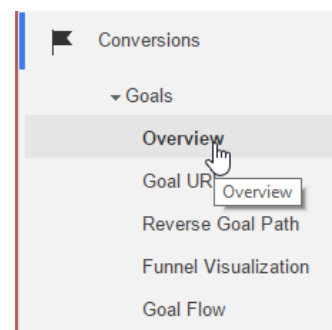 Conversions
Goals
Overview
Goal UR
Overview
Reverse Goal Path
Funnel Visualization
Goal Flow